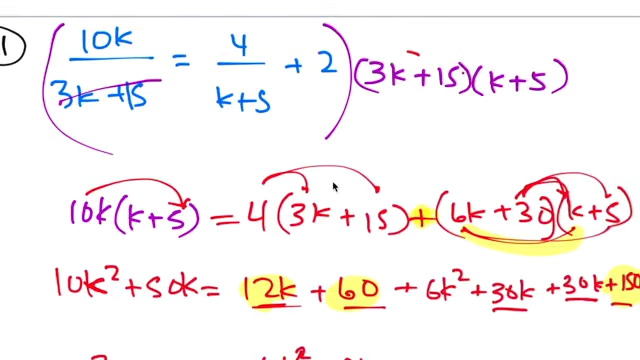 1
( 10k / 3k+15 = 4 / k+5 + 2 ) (3k+15)(k+5)
10k(k+5) = 4(3k+15) + (6k+30)(k+5)
10k² + 50k = 12k + 60 + 6k² + 30k + 30k + 150